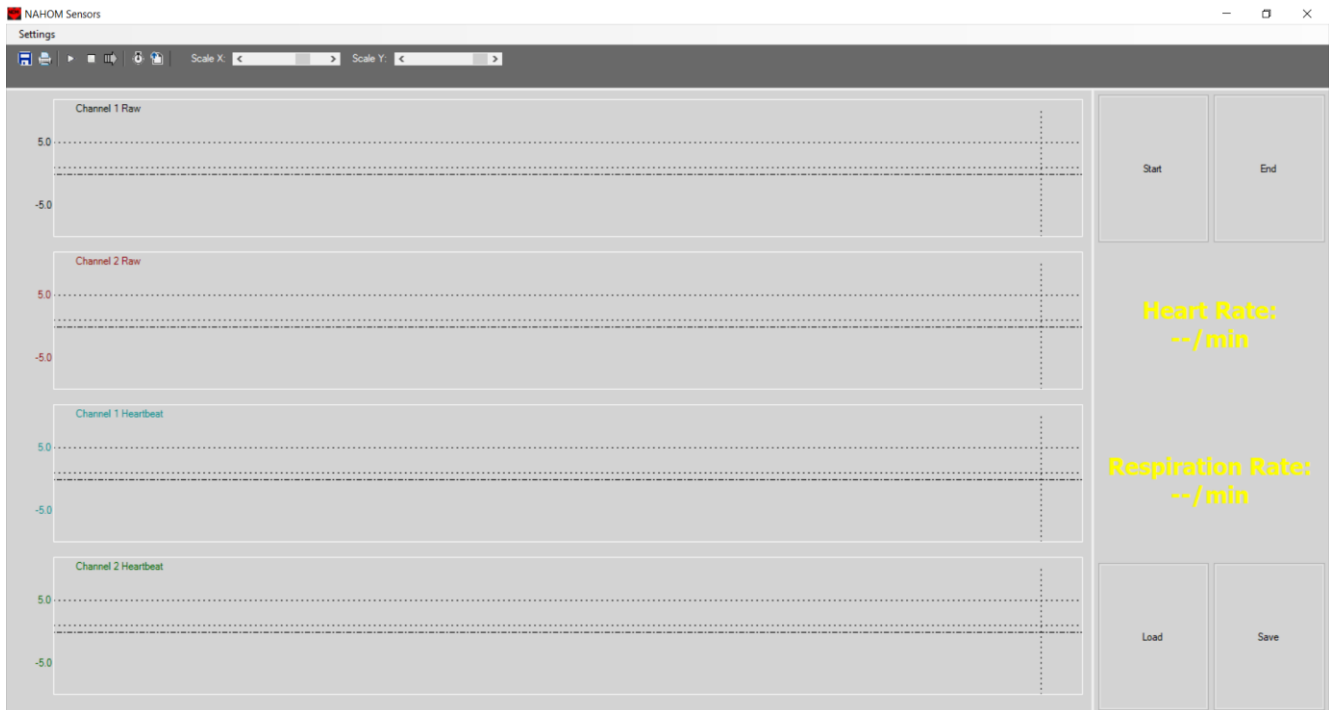 NAHOM Sensors
Settings
Scale X:
Scale Y:
Channel 1 Raw
5.0
-5.0
Channel 2 Raw
5.0
-5.0
Channel 1 Heartbeat
5.0
-5.0
Channel 2 Heartbeat
5.0
-5.0
Start
End
Heart Rate:
--/min
Respiration Rate:
--/min
Load
Save